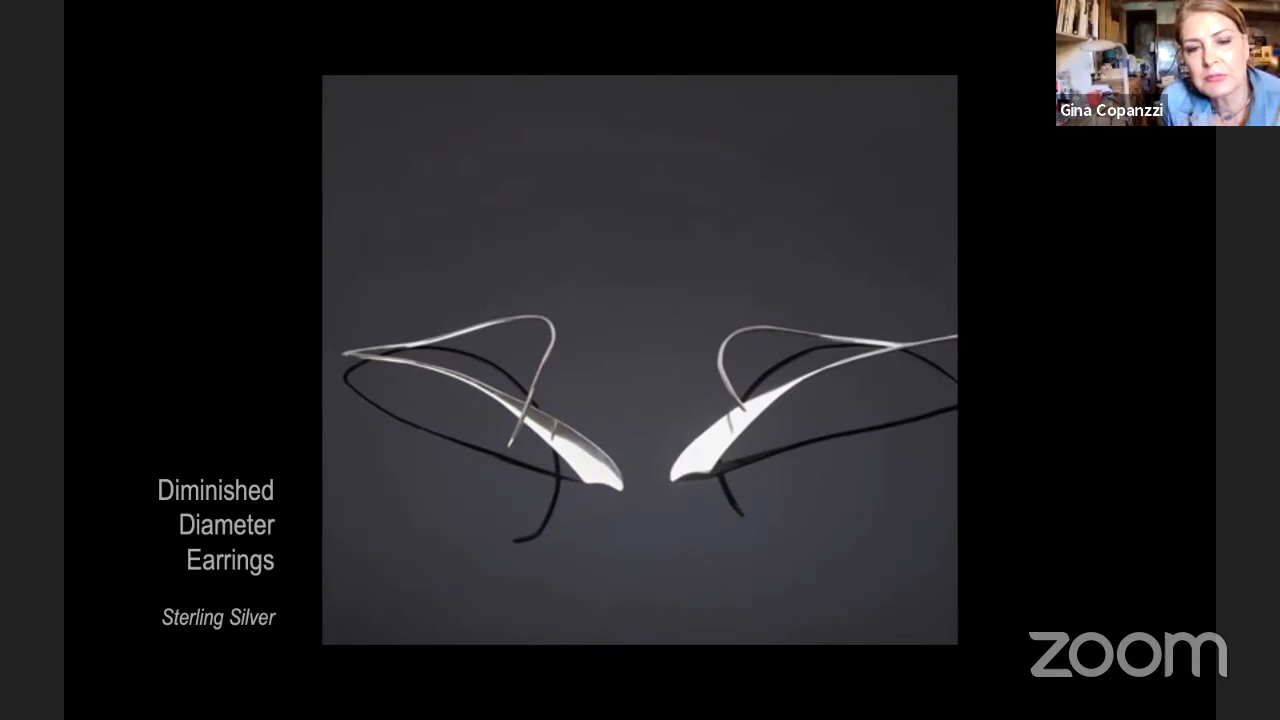 Gina Copanzzi
Diminished
Diameter
Earrings
Sterling Silver
zoom